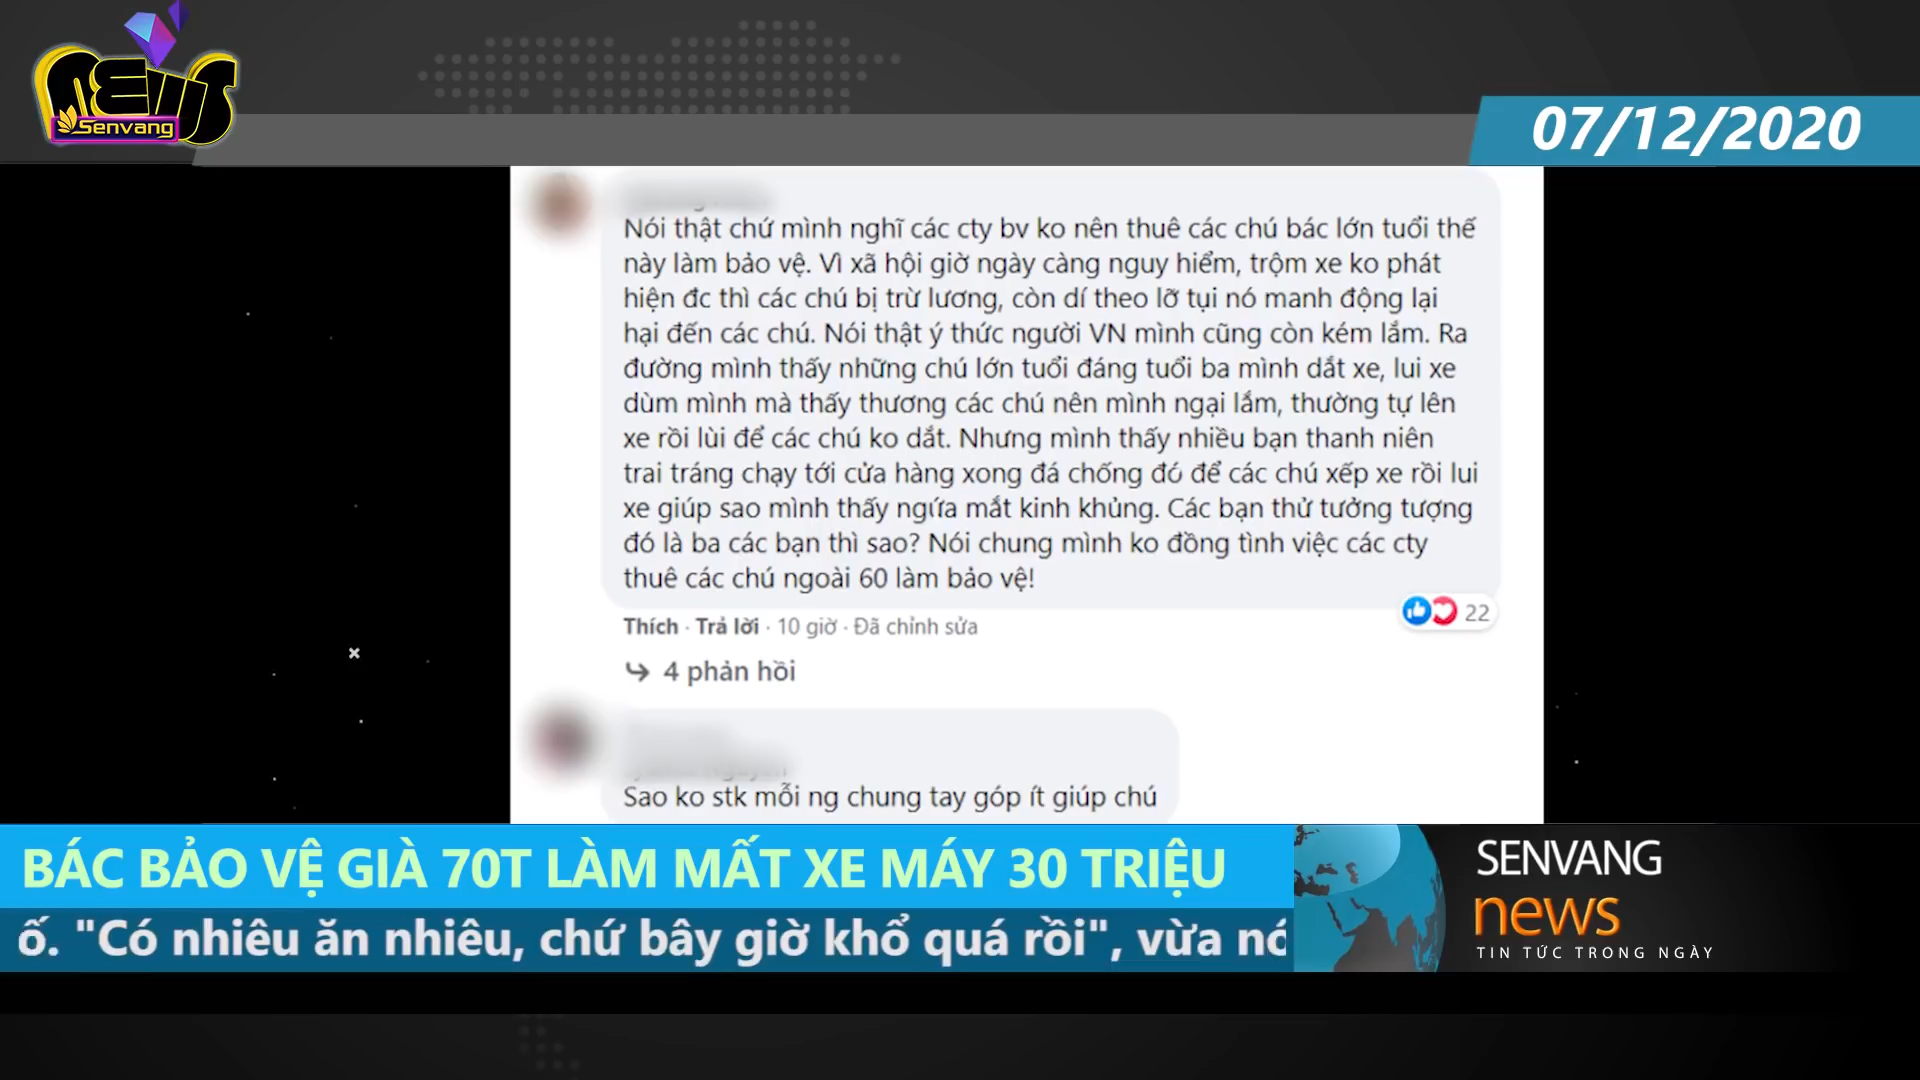 NEWS
Senvang
07/12/2020
Nói thật chứ mình nghĩ các cty bv ko nên thuê các chú bác lớn tuổi thế
này làm bảo vệ. Vì xã hội giờ ngày càng nguy hiểm, trộm xe ko phát
hiện đc thì các chú bị trừ lương, còn dí theo lỡ tụi nó manh động lại
hại đến các chú. Nói thật ý thức người VN mình cũng còn kém lắm. Ra
đường mình thấy những chú lớn tuổi đáng tuổi ba mình dắt xe, lui xe
dùm mình mà thấy thương các chú nên mình ngại lắm, thường tự lên
xe rồi lùi để các chú ko dắt. Nhưng mình thấy nhiều bạn thanh niên
trai tráng chạy tới cửa hàng xong đá chống đó để các chú xếp xe rồi lui
xe giúp sao mình thấy ngứa mắt kinh khủng. Các bạn thử tưởng tượng
đó là ba các bạn thì sao? Nói chung mình ko đồng tình việc các cty
thuê các chú ngoài 60 làm bảo vệ!
22
Thích · Trả lời · 10 giờ · Đã chỉnh sửa
4 phản hồi
Sao ko stk mỗi ng chung tay góp ít giúp chú
BÁC BẢO VỆ GIÀ 70T LÀM MẤT XE MÁY 30 TRIỆU
ố. "Có nhiêu ăn nhiêu, chứ bây giờ khổ quá rồi", vừa nó
SENVANG
news
TIN TỨC TRONG NGÀY